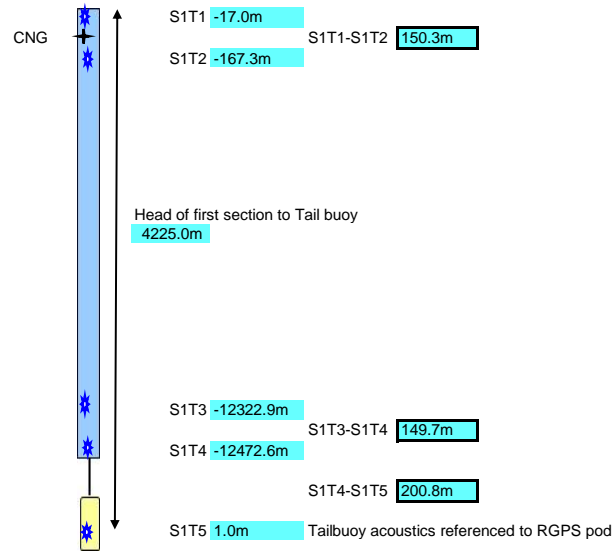 S1T1 -17.0m
CNG S1T1-S1T2 150.3m
S1T2 -167.3m
Head of first section to Tail buoy
4225.0m
S1T3 -12322.9m
S1T3-S1T4 149.7m
S1T4 -12472.6m
S1T4-S1T5 200.8m
S1T5 1.0m Tailbuoy acoustics referenced to RGPS pod